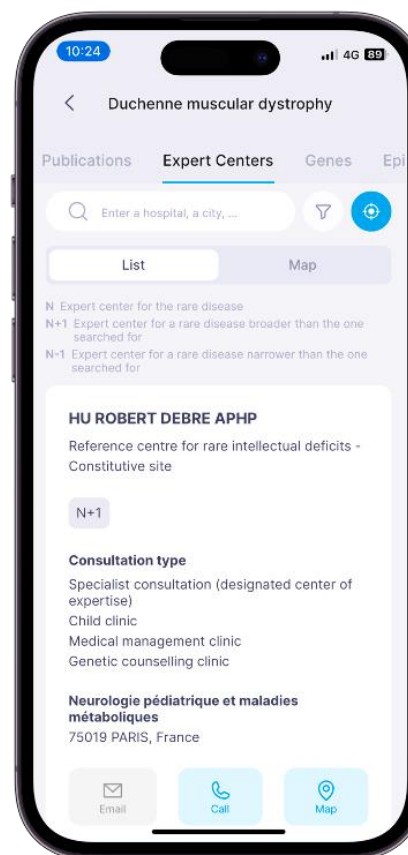 10:24
4G 89
Duchenne muscular dystrophy
Publications Expert Centers Genes Epi
Enter a hospital, a city, ...
List Map
N Expert center for the rare disease
N+1 Expert center for a rare disease broader than the one
searched for
N-1 Expert center for a rare disease narrower than the one
searched for
HU ROBERT DEBRE APHP
Reference centre for rare intellectual deficits -
Constitutive site
N+1
Consultation type
Specialist consultation (designated center of
expertise)
Child clinic
Medical management clinic
Genetic counselling clinic
Neurologie pédiatrique et maladies
métaboliques
75019 PARIS, France
Email Call Map